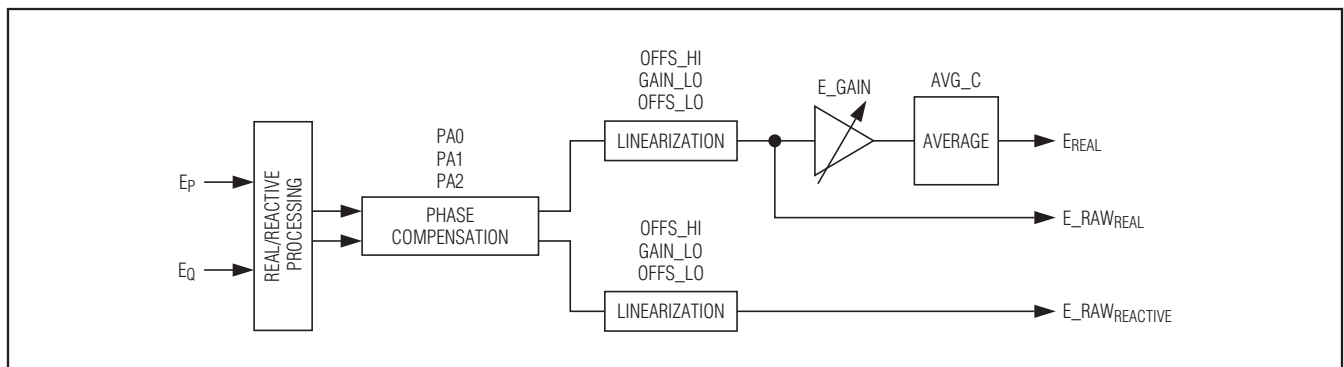 OFFS_HI
GAIN_LO
OFFS_LO
LINEARIZATION
E_GAIN
AVG_C
AVERAGE
EREAL
E_RAWREAL
EP
EQ
REAL/REACTIVE
PROCESSING
PA0
PA1
PA2
PHASE
COMPENSATION
OFFS_HI
GAIN_LO
OFFS_LO
LINEARIZATION
E_RAWREACTIVE